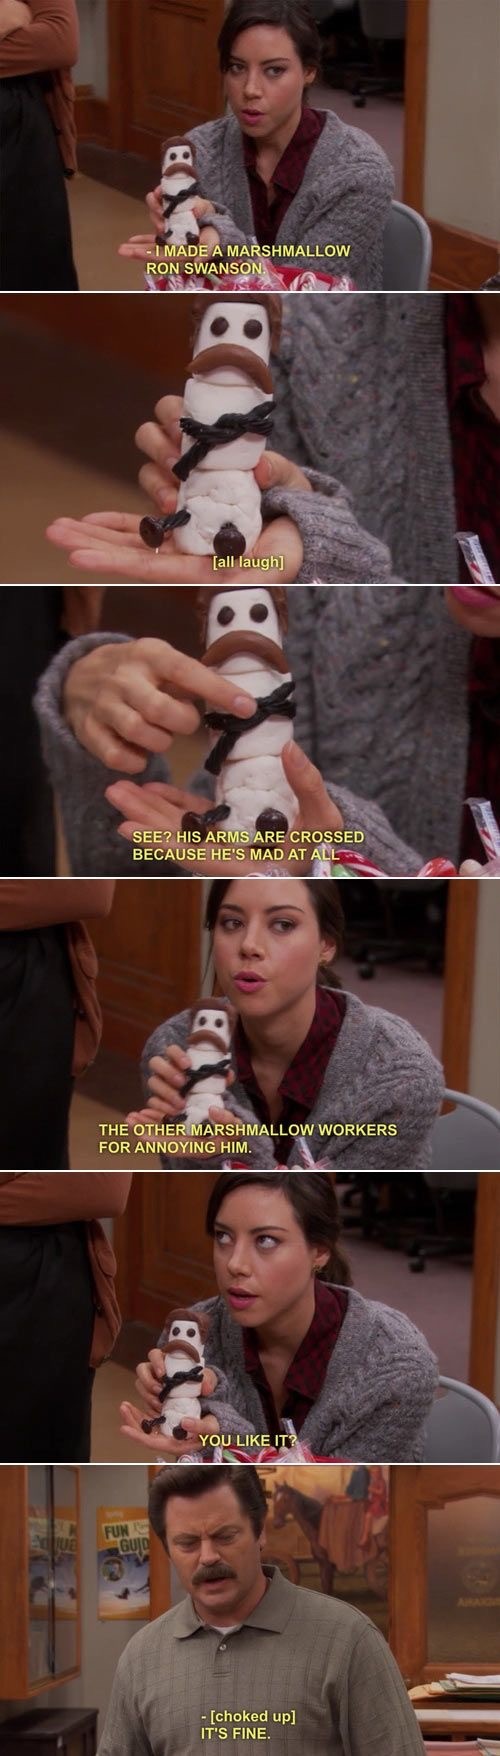 - I MADE A MARSHMALLOW
RON SWANSON.
[all laugh]
SEE? HIS ARMS ARE CROSSED
BECAUSE HE'S MAD AT ALL
THE OTHER MARSHMALLOW WORKERS
FOR ANNOYING HIM.
YOU LIKE IT?
FUN
GUID
- [choked up]
IT'S FINE.